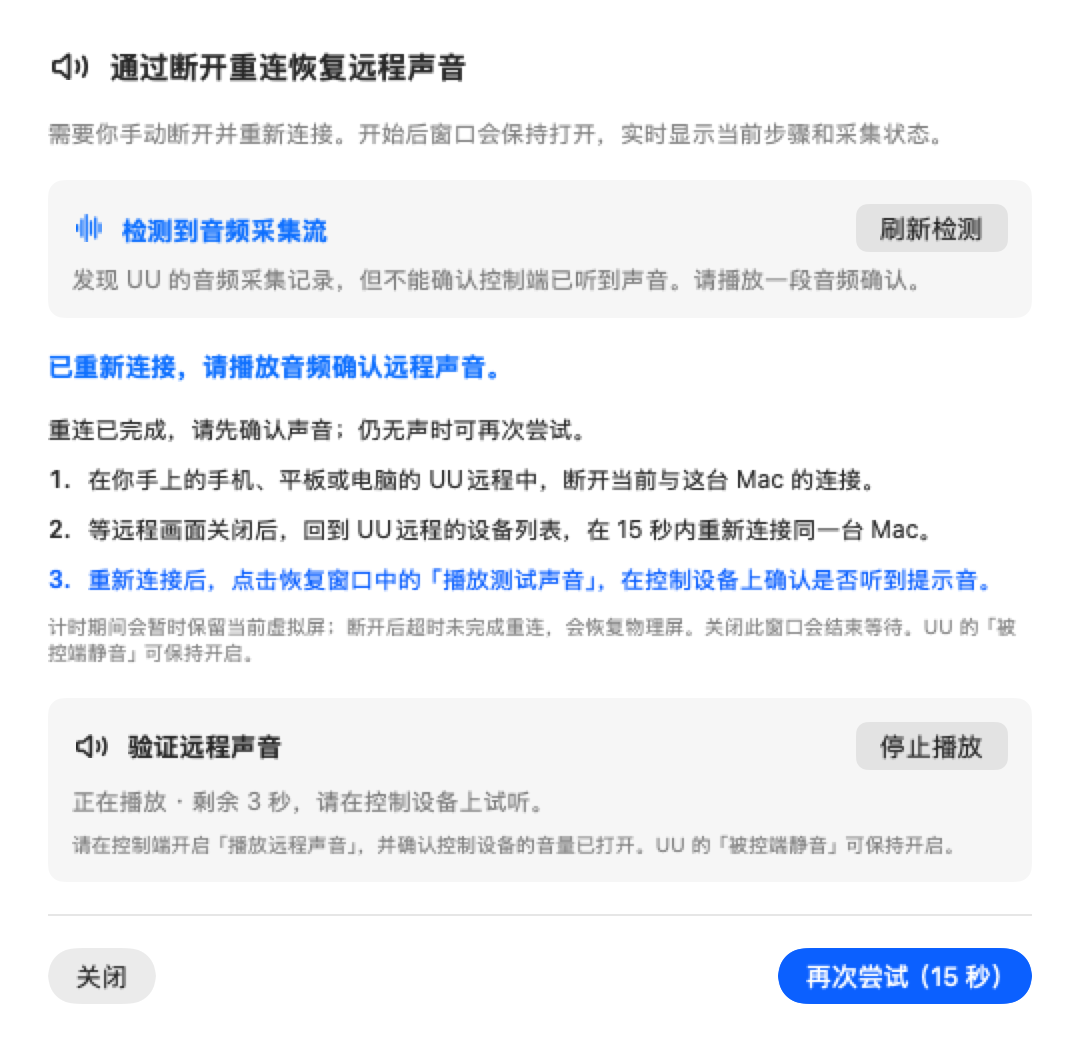 通过断开重连恢复远程声音
需要你手动断开并重新连接。开始后窗口会保持打开，实时显示当前步骤和采集状态。
检测到音频采集流
刷新检测
发现 UU 的音频采集记录，但不能确认控制端已听到声音。请播放一段音频确认。
已重新连接，请播放音频确认远程声音。
重连已完成，请先确认声音；仍无声时可再次尝试。
1. 在你手上的手机、平板或电脑的 UU远程中，断开当前与这台 Mac 的连接。
2. 等远程画面关闭后，回到 UU远程的设备列表，在 15 秒内重新连接同一台 Mac。
3. 重新连接后，点击恢复窗口中的「播放测试声音」，在控制设备上确认是否听到提示音。
计时期间会暂时保留当前虚拟屏；断开后超时未完成重连，会恢复物理屏。关闭此窗口会结束等待。UU 的「被
控端静音」可保持开启。
验证远程声音
停止播放
正在播放 · 剩余 3 秒，请在控制设备上试听。
请在控制端开启「播放远程声音」，并确认控制设备的音量已打开。UU 的「被控端静音」可保持开启。
关闭
再次尝试（15 秒）